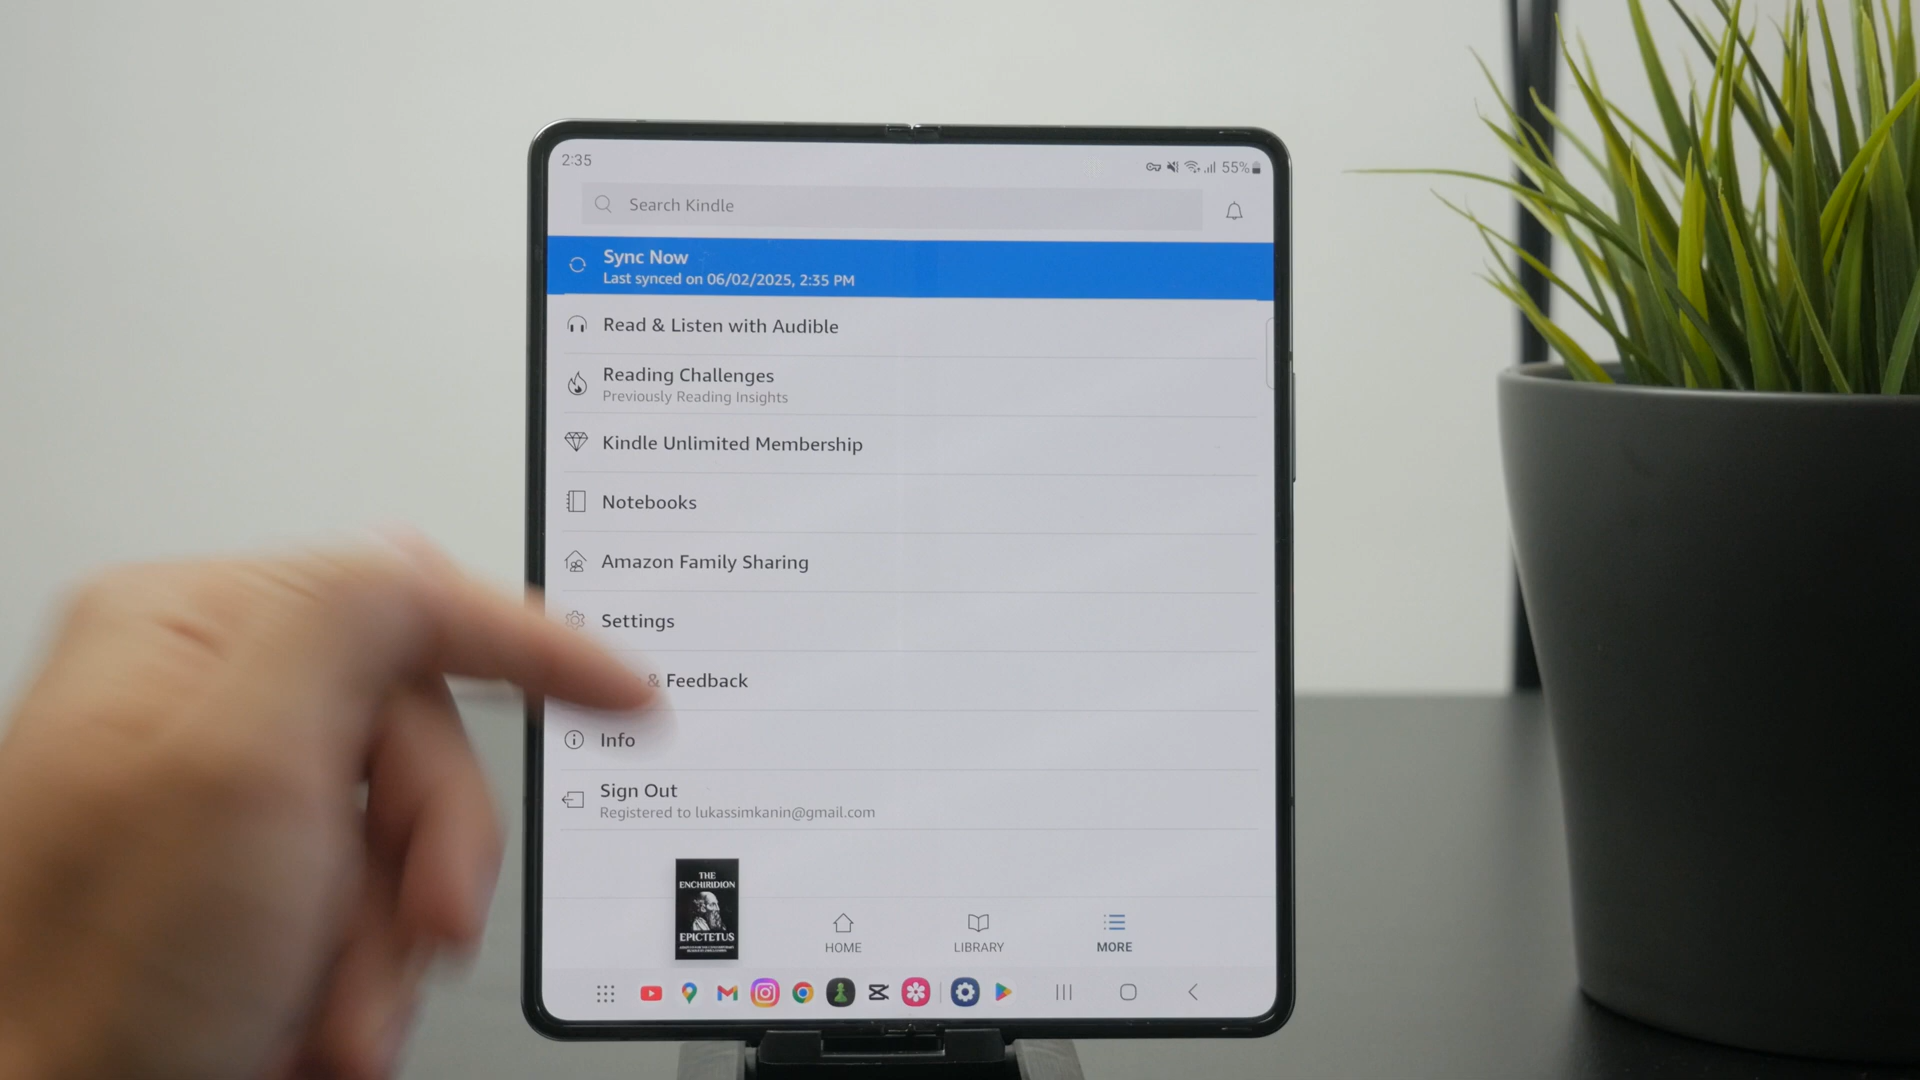 2:35
55%
Search Kindle
Sync Now
Last synced on 06/02/2025, 2:35 PM
Read & Listen with Audible
Reading Challenges
Previously Reading Insights
Kindle Unlimited Membership
Notebooks
Amazon Family Sharing
Settings
& Feedback
Info
Sign Out
Registered to lukassimkanin@gmail.com
THE
ENCHIRIDION
EPICTETUS
HOME
LIBRARY
MORE